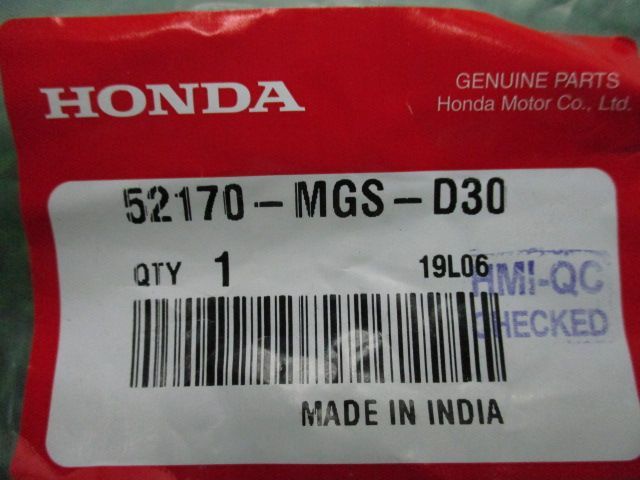 HONDA
GENUINE PARTS
Honda Motor Co., Ltd.
52170-MGS-D30
QTY 1
19L06
HMI-QC
CHECKED
MADE IN INDIA